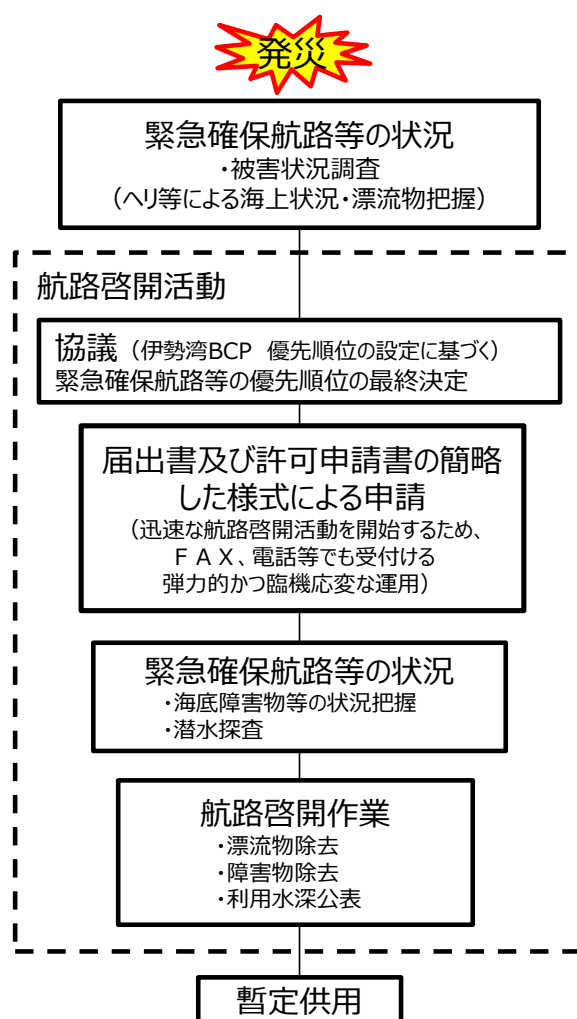 発災
緊急確保航路等の状況
・被害状況調査
(ヘリ等による海上状況・漂流物把握)
航路啓開活動
協議（伊勢湾BCP　優先順位の設定に基づく）
緊急確保航路等の優先順位の最終決定
届出書及び許可申請書の簡略
した様式による申請
（迅速な航路啓開活動を開始するため、
ＦＡＸ、電話等でも受付ける
弾力的かつ臨機応変な運用）
緊急確保航路等の状況
・海底障害物等の状況把握
・潜水探査
航路啓開作業
・漂流物除去
・障害物除去
・利用水深公表
暫定供用